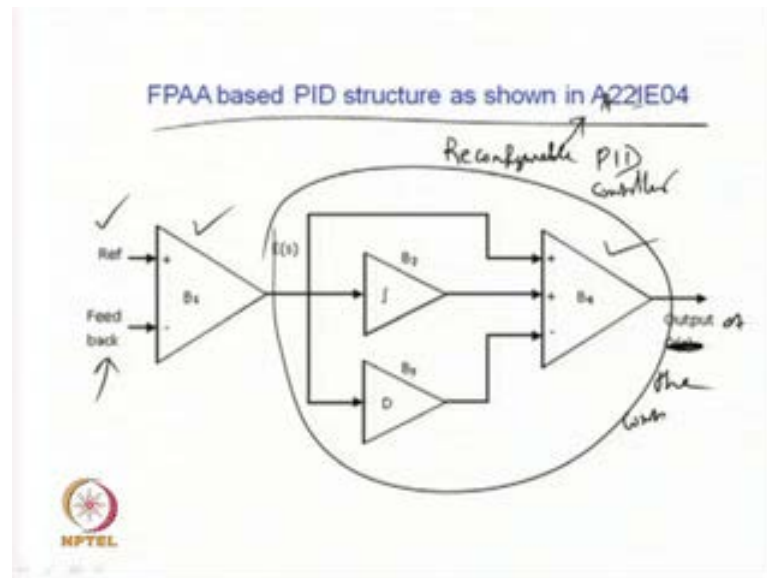 FPAA based PID structure as shown in A221E04
Reconfigurable PID
controller
Ref
+
B₁
Feed
back
-
E(s)
B₂
∫
B₃
D
+
+
-
B₄
Output of
the
NPTEL